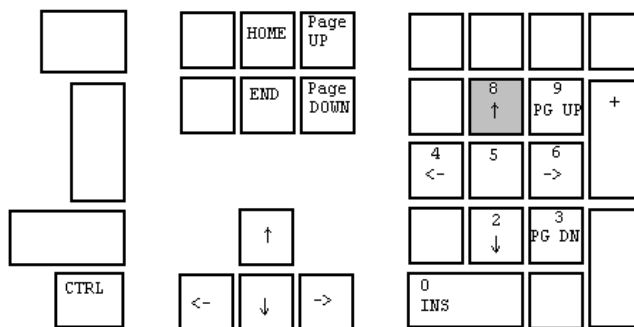 HOME
Page
UP
END
Page
DOWN
8
↑
9
PG UP
+
4
<-
5
6
->
2
↓
3
PG DN
↑
CTRL
<-
↓
->
0
INS